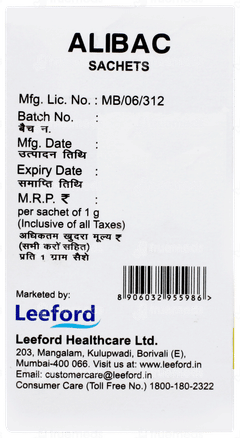 ALIBAC
SACHETS
Mfg. Lic. No. : MB/06/312
Batch No. :
बैच न.
Mfg. Date :
उत्पादन तिथि
Expiry Date :
समाप्ति तिथि
M.R.P. ₹ :
per sachet of 1 g
(Inclusive of all Taxes)
अधिकतम खुदरा मूल्य ₹
(सभी करों सहित)
प्रति 1 ग्राम सैशे
8 906032 955986 >
Marketed by:
Leeford
Leeford Healthcare Ltd.
203, Mangalam, Kulupwadi, Borivali (E),
Mumbai-400 066. Visit us at: www.leeford.in
Email: customercare@leeford.in
Consumer Care (Toll Free No.) 1800-180-2322